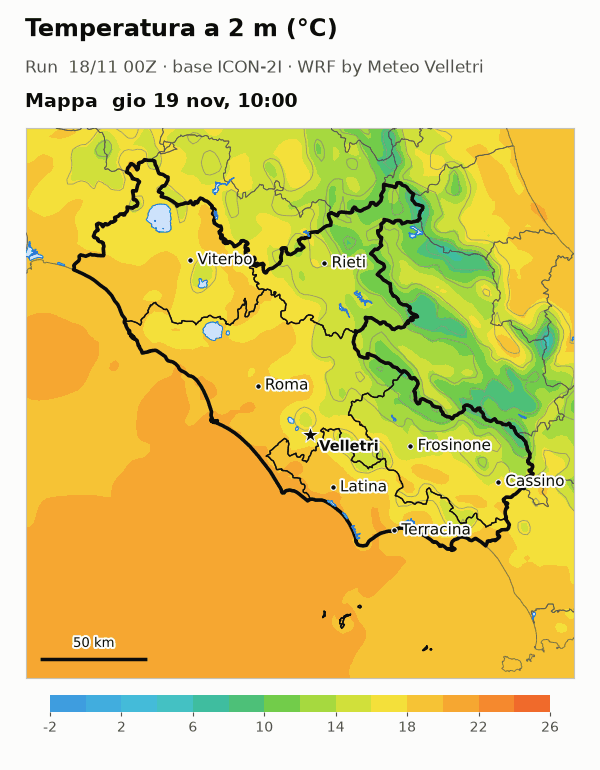 Temperatura a 2 m (°C)
Run  18/11 00Z · base ICON-2I · WRF by Meteo Velletri
Mappa  gio 19 nov, 10:00
Viterbo
Rieti
Roma
Velletri
Frosinone
Latina
Cassino
Terracina
50 km
-2 2 6 10 14 18 22 26